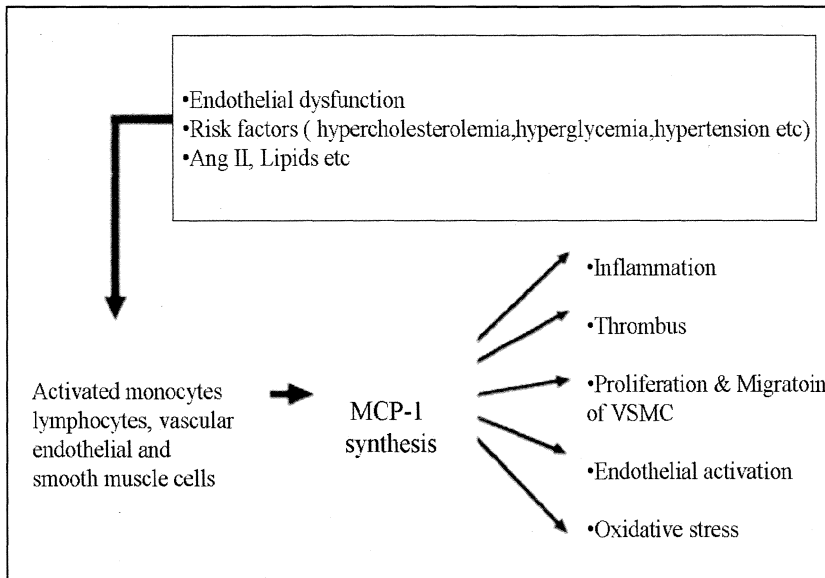 •Endothelial dysfunction
•Risk factors ( hypercholesterolemia,hyperglycemia,hypertension etc)
•Ang II, Lipids etc
Activated monocytes
lymphocytes, vascular
endothelial and
smooth muscle cells
MCP-1
synthesis
•Inflammation
•Thrombus
•Proliferation & Migratoin
of VSMC
•Endothelial activation
•Oxidative stress